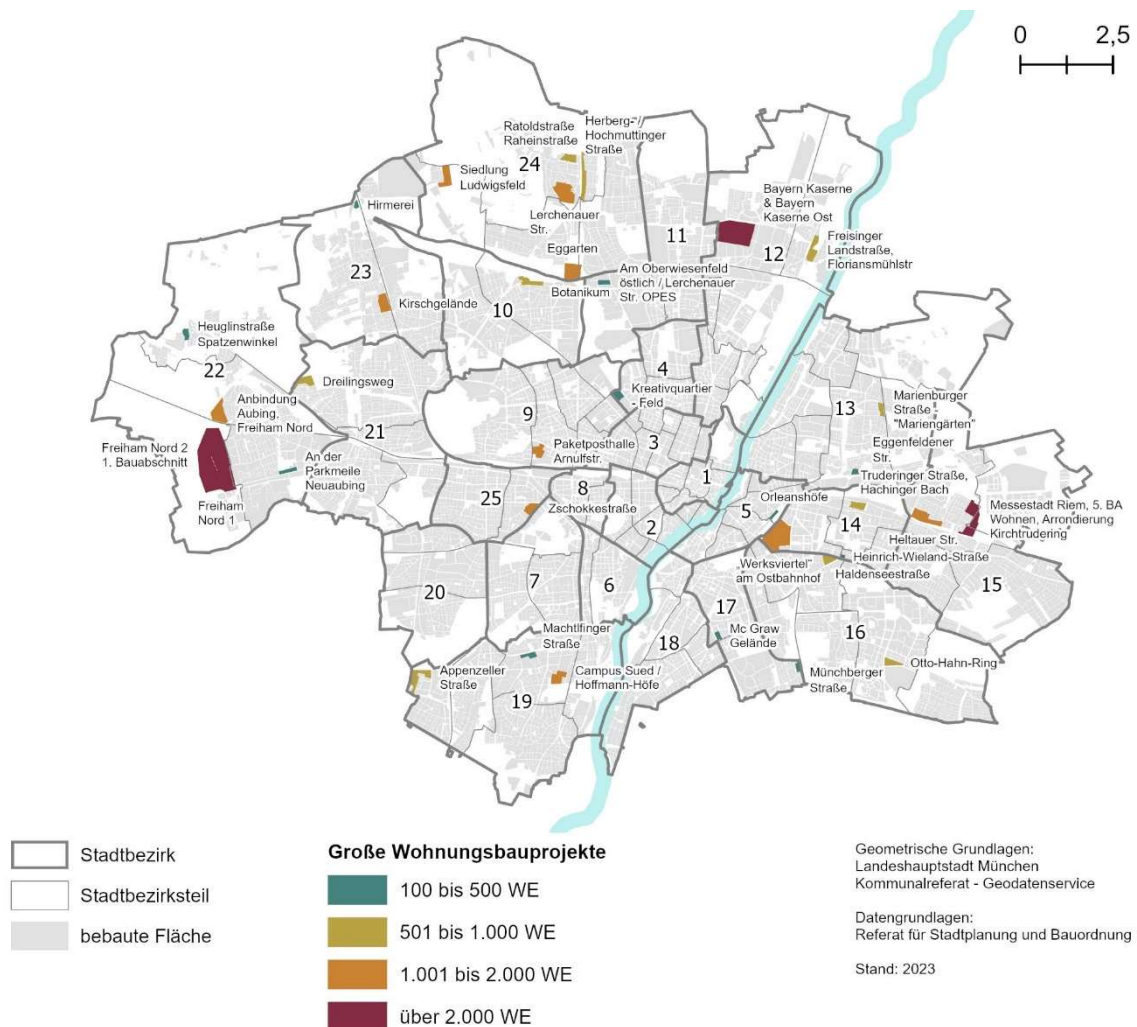 0 2,5
Ratoldstraße
Raheinstraße
Herberg- /
Hochmuttinger
Straße
24
Siedlung
Ludwigsfeld
Lerchenauer
Str.
Hirmerei
Eggarten
11
Bayern Kaserne
& Bayern
Kaserne Ost
12
Freisinger
Landstraße,
Floriansmühlstr
23
Kirschgelände
10
Botanikum
Am Oberwiesenfeld
östlich / Lerchenauer
Str. OPES
Heuglinstraße
Spatzenwinkel
22
Dreilingsweg
4
Kreativquartier
- Feld
Anbindung
Aubing.
Freiham Nord
21
9
3
13
Marienburger
Straße -
"Mariengärten"
Freiham Nord 2
1. Bauabschnitt
An der
Parkmeile
Neuaubing
Paketposthalle
Arnulfstr.
Eggenfeldener
Str.
Truderinger Straße,
Hachinger Bach
1
Freiham
Nord 1
25
8
Zschokkestraße
2
5
Orleanshöfe
14
Messestadt Riem, 5. BA
Wohnen, Arrondierung
Kirchtrudering
Heltauer Str.
Heinrich-Wieland-Straße
"Werksviertel"
am Ostbahnhof
Haldenseestraße
15
20
7
6
17
16
18
Mc Graw
Gelände
Machtlfinger
Straße
Appenzeller
Straße
19
Campus Sued /
Hoffmann-Höfe
Münchberger
Straße
Otto-Hahn-Ring
Stadtbezirk
Stadtbezirksteil
bebaute Fläche
Große Wohnungsbauprojekte
100 bis 500 WE
501 bis 1.000 WE
1.001 bis 2.000 WE
über 2.000 WE
Geometrische Grundlagen:
Landeshauptstadt München
Kommunalreferat - Geodatenservice
Datengrundlagen:
Referat für Stadtplanung und Bauordnung
Stand: 2023